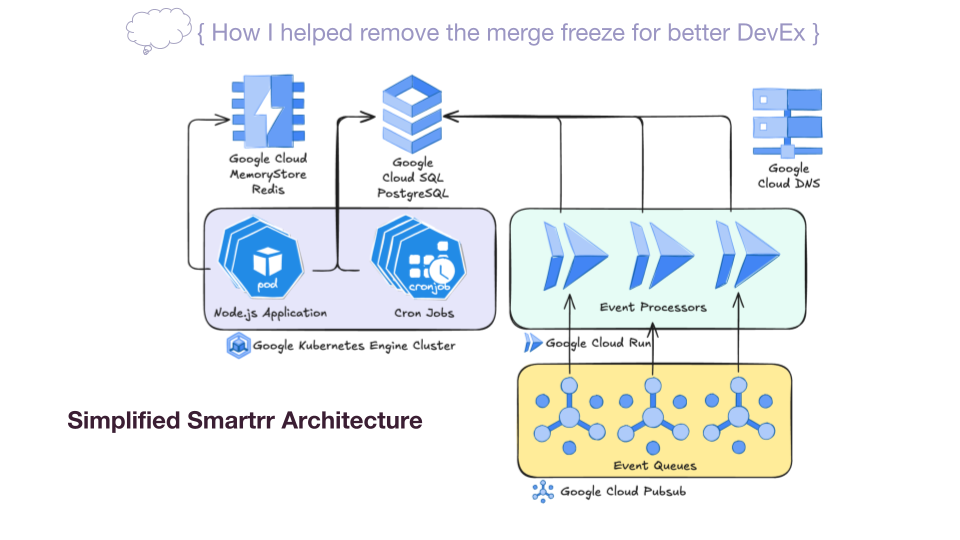 { How I helped remove the merge freeze for better DevEx }
Google Cloud
MemoryStore
Redis
Google
Cloud SQL
PostgreSQL
Google
Cloud DNS
pod
cronjob
Node.js Application
Cron Jobs
Event Processors
Google Kubernetes Engine Cluster
Google Cloud Run
Simplified Smartrr Architecture
Event Queues
Google Cloud Pubsub